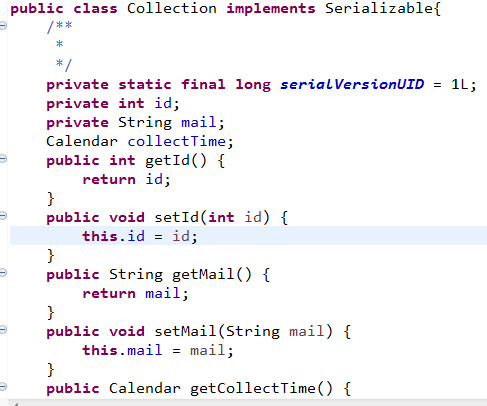 public class Collection implements Serializable{
/**
*
*/
private static final long serialVersionUID = 1L;
private int id;
private String mail;
Calendar collectTime;
public int getId() {
return id;
}
public void setId(int id) {
this.id = id;
}
public String getMail() {
return mail;
}
public void setMail(String mail) {
this.mail = mail;
}
public Calendar getCollectTime() {